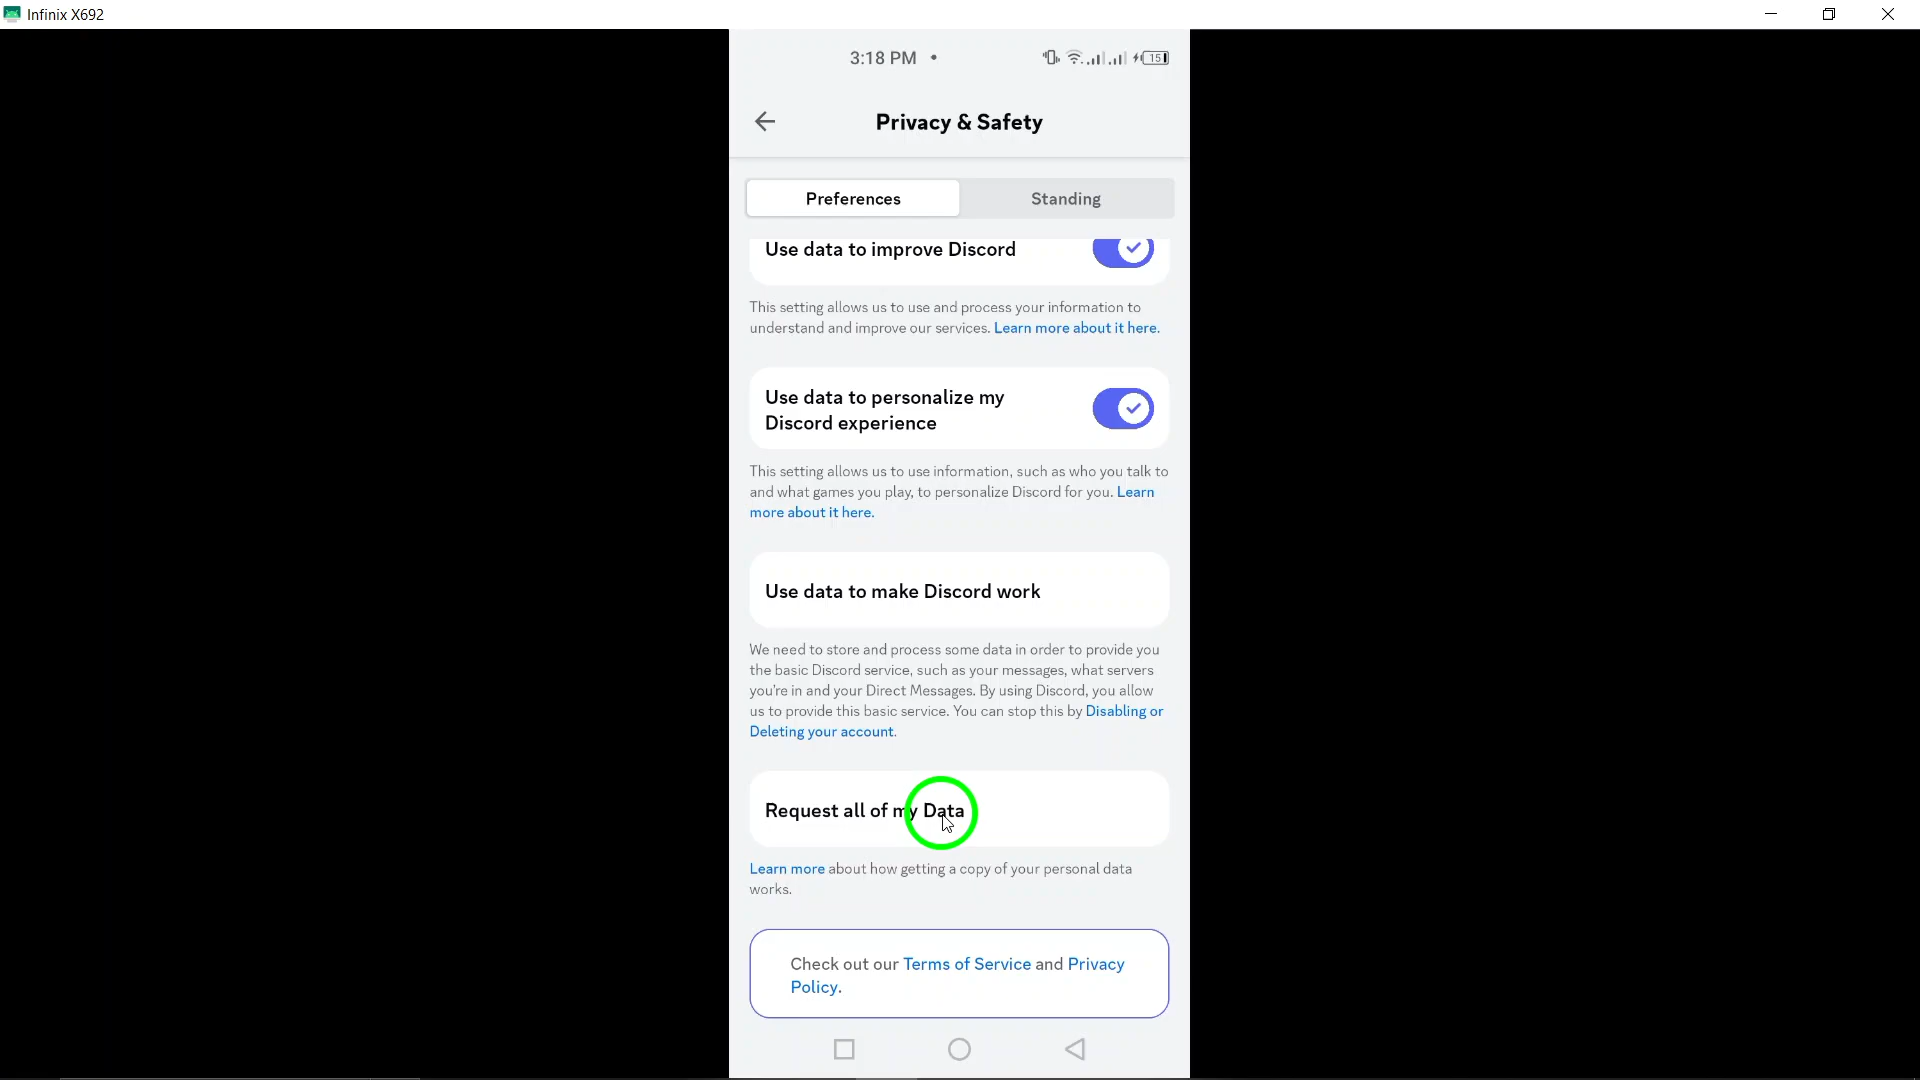 Infinix X692
3:18 PM •
15
Privacy & Safety
Preferences
Standing
Use data to improve Discord
This setting allows us to use and process your information to
understand and improve our services. Learn more about it here.
Use data to personalize my
Discord experience
This setting allows us to use information, such as who you talk to
and what games you play, to personalize Discord for you. Learn
more about it here.
Use data to make Discord work
We need to store and process some data in order to provide you
the basic Discord service, such as your messages, what servers
you're in and your Direct Messages. By using Discord, you allow
us to provide this basic service. You can stop this by Disabling or
Deleting your account.
Request all of my Data
Learn more about how getting a copy of your personal data
works.
Check out our Terms of Service and Privacy
Policy.